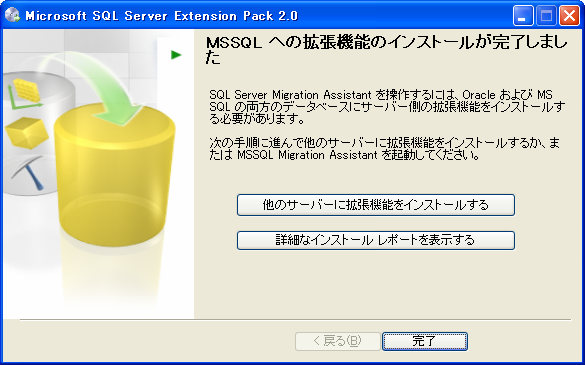 Microsoft SQL Server Extension Pack 2.0
MSSQL への拡張機能のインストールが完了しまし
た
SQL Server Migration Assistant を操作するには、Oracle および MS
SQL の両方のデータベースにサーバー側の拡張機能をインストールす
る必要があります。
次の手順に進んで他のサーバーに拡張機能をインストールするか、ま
たは MSSQL Migration Assistant を起動してください。
他のサーバーに拡張機能をインストールする
詳細なインストール レポートを表示する
< 戻る(B)
完了